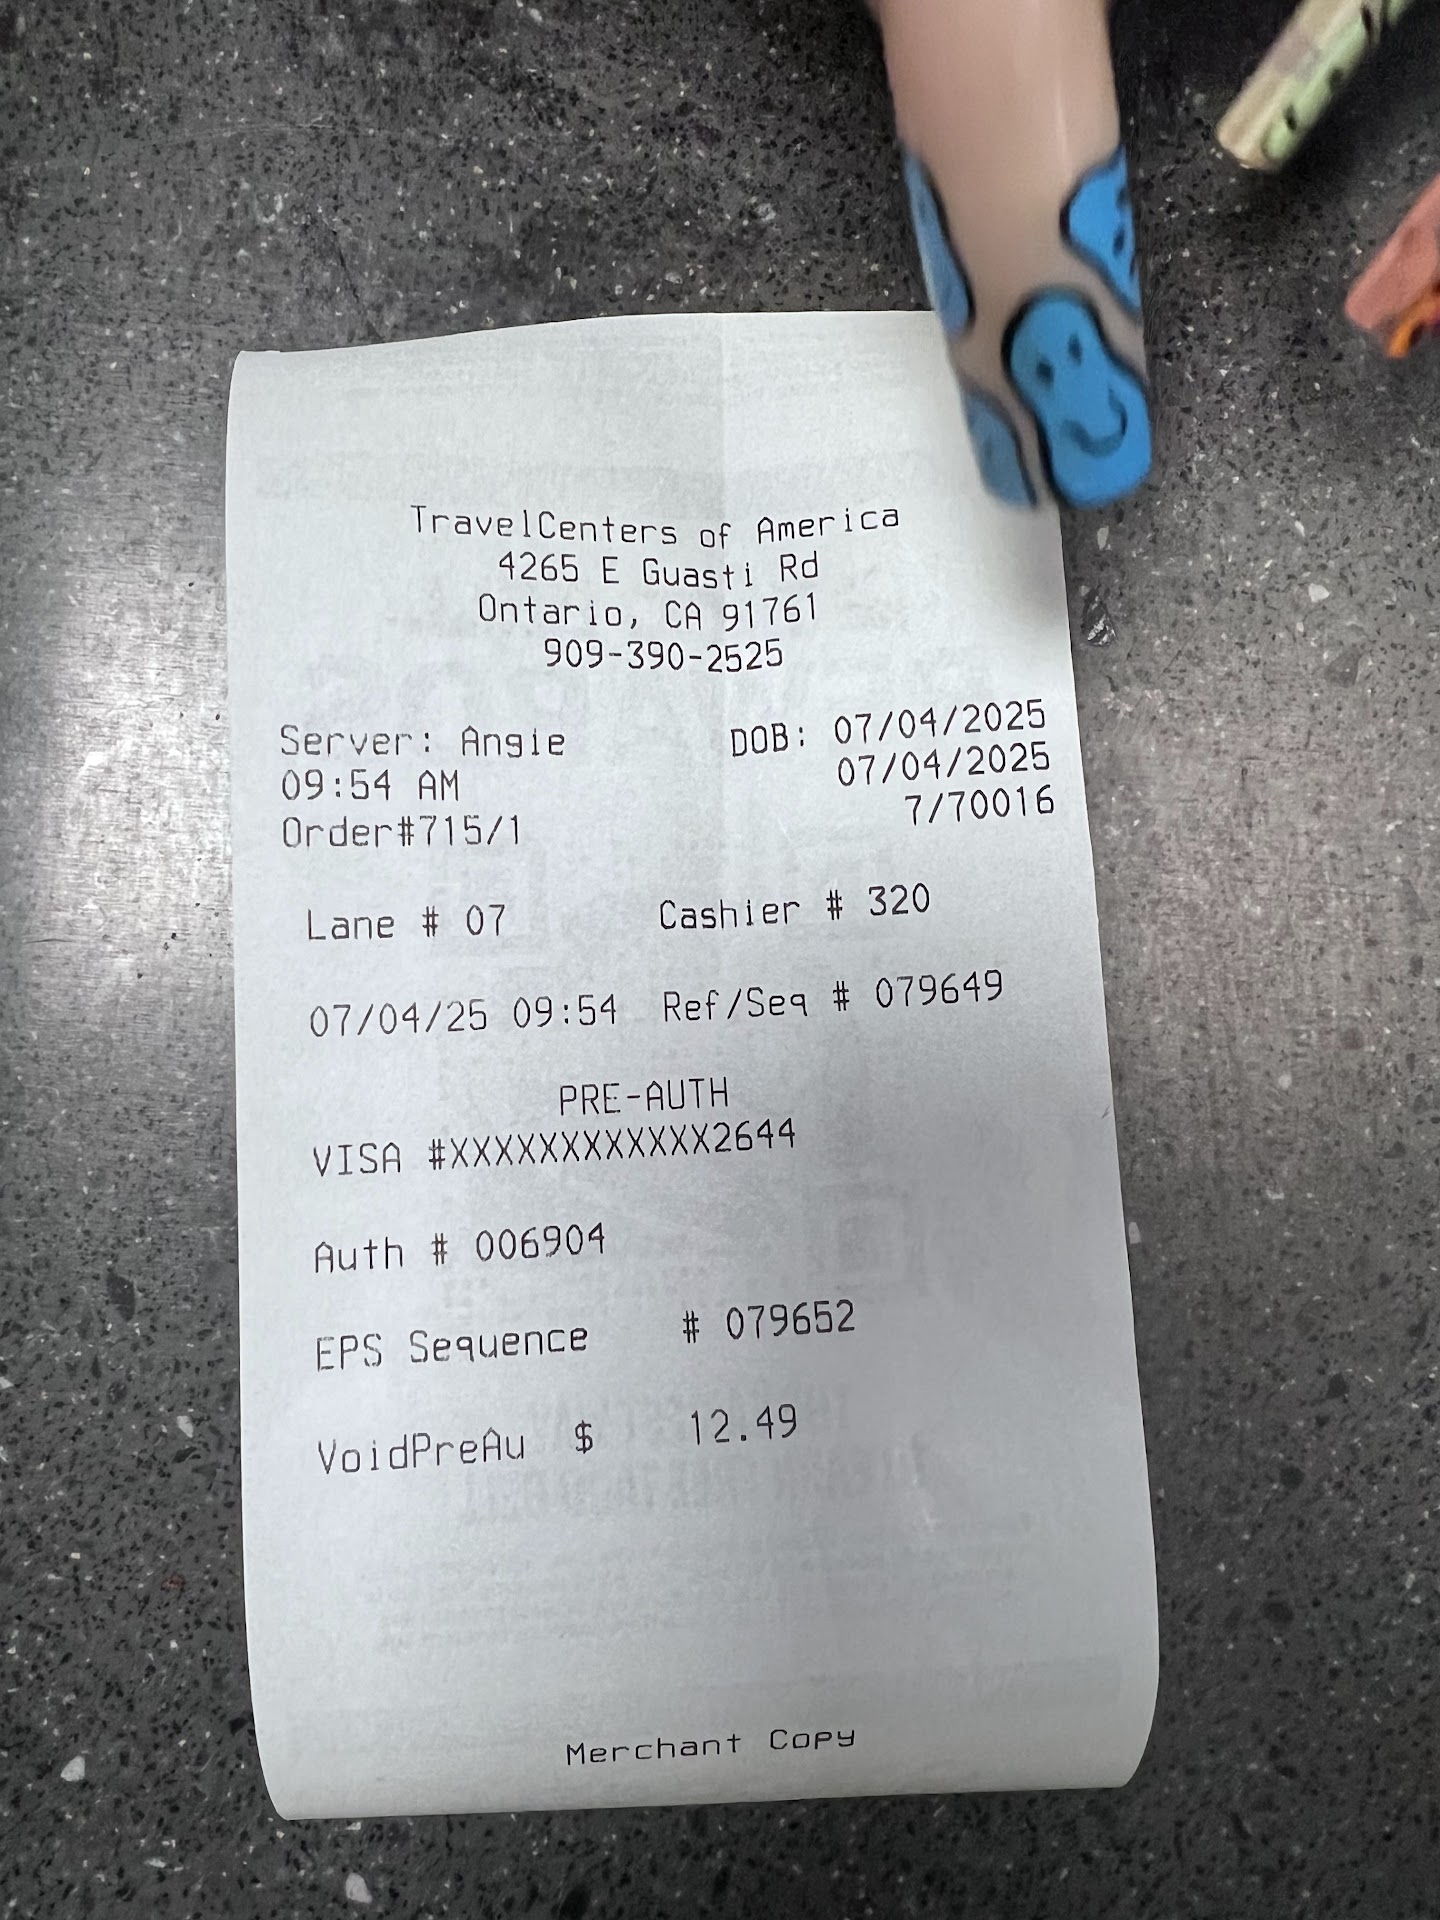 TravelCenters of America
4265 E Guasti Rd
Ontario, CA 91761
909-390-2525
Server: Angie DOB: 07/04/2025
09:54 AM 07/04/2025
Order#715/1 7/70016
Lane # 07 Cashier # 320
07/04/25 09:54 Ref/Seq # 079649
PRE-AUTH
VISA #XXXXXXXXXXXX2644
Auth # 006904
EPS Sequence # 079652
VoidPreAu $ 12.49
Merchant Copy